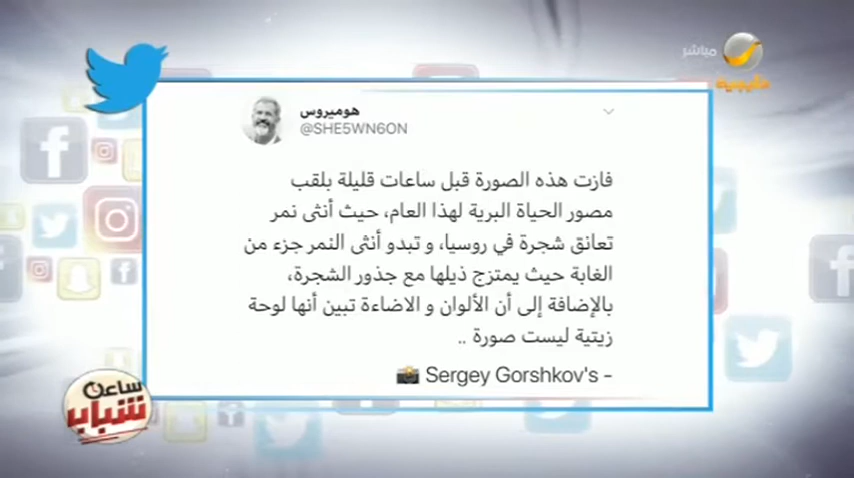 مباشر
خليجية
هوميروس
@SHE5WN6ON
فازت هذه الصورة قبل ساعات قليلة بلقب
مصور الحياة البرية لهذا العام، حيث أنثى نمر
تعانق شجرة في روسيا، و تبدو أنثى النمر جزء من
الغابة حيث يمتزج ذيلها مع جذور الشجرة،
بالإضافة إلى أن الألوان و الاضاءة تبين أنها لوحة
زيتية ليست صورة ..
📸 Sergey Gorshkov's -
ساعة
شباب